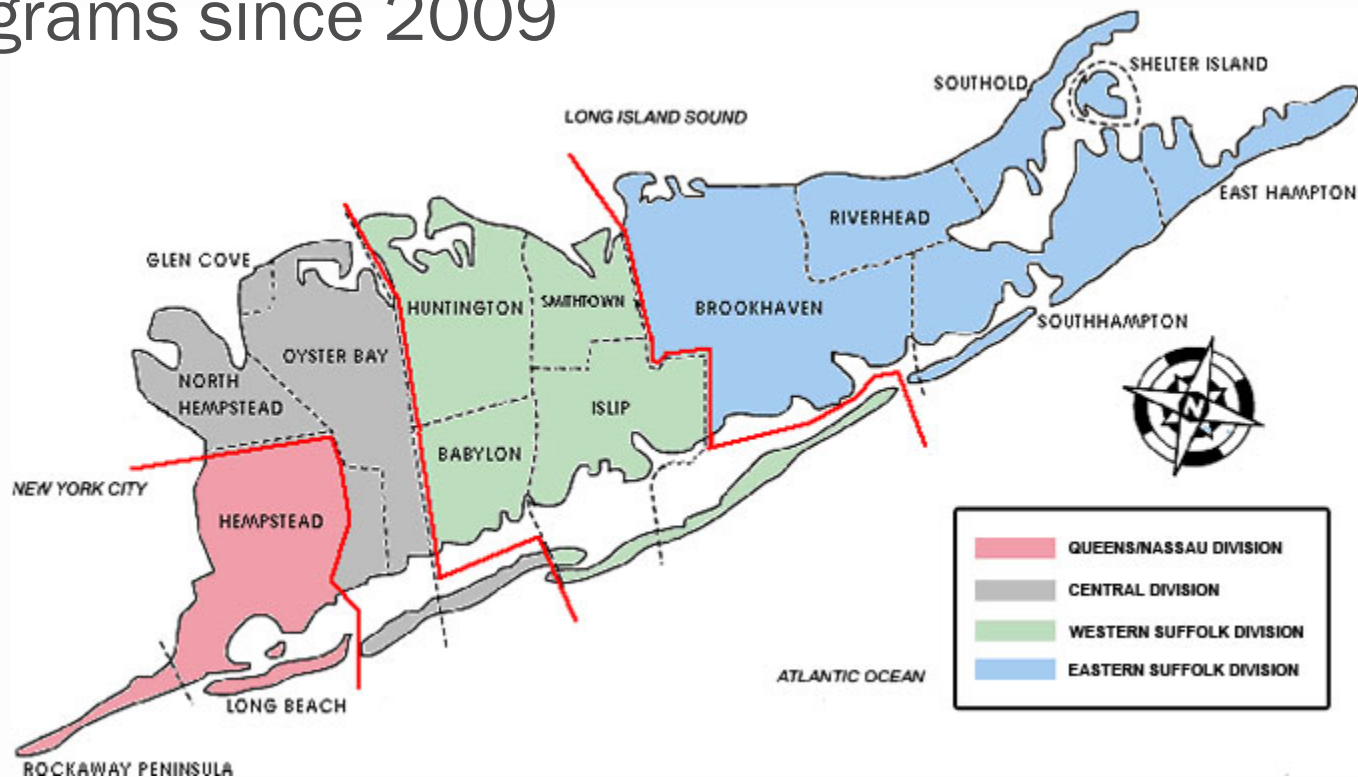 grams since 2009
SHELTER ISLAND
SOUTHOLD
LONG ISLAND SOUND
EAST HAMPTON
RIVERHEAD
GLEN COVE
HUNTINGTON
SMITHTOWN
BROOKHAVEN
SOUTHHAMPTON
OYSTER BAY
NORTH
HEMPSTEAD
ISLIP
N
BABYLON
NEW YORK CITY
HEMPSTEAD
QUEENS/NASSAU DIVISION
CENTRAL DIVISION
WESTERN SUFFOLK DIVISION
EASTERN SUFFOLK DIVISION
ATLANTIC OCEAN
LONG BEACH
ROCKAWAY PENINSULA